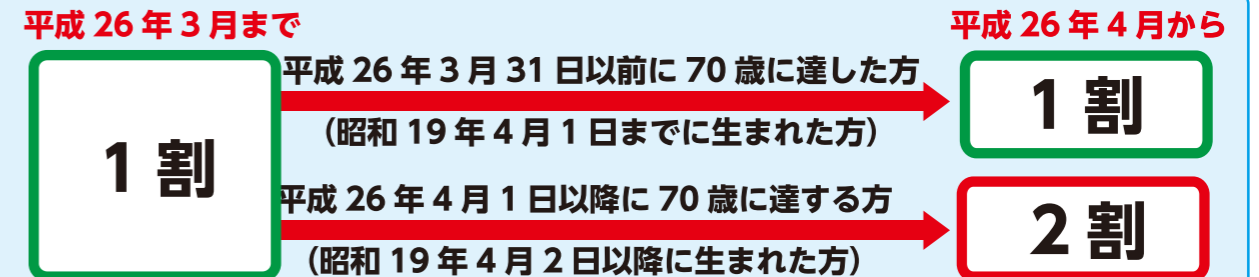 平成 26 年 3 月まで
平成 26 年 4 月から
1 割
平成 26 年 3 月 31 日以前に 70 歳に達した方
（昭和 19 年 4 月 1 日までに生まれた方）
1 割
平成 26 年 4 月 1 日以降に 70 歳に達する方
（昭和 19 年 4 月 2 日以降に生まれた方）
2 割